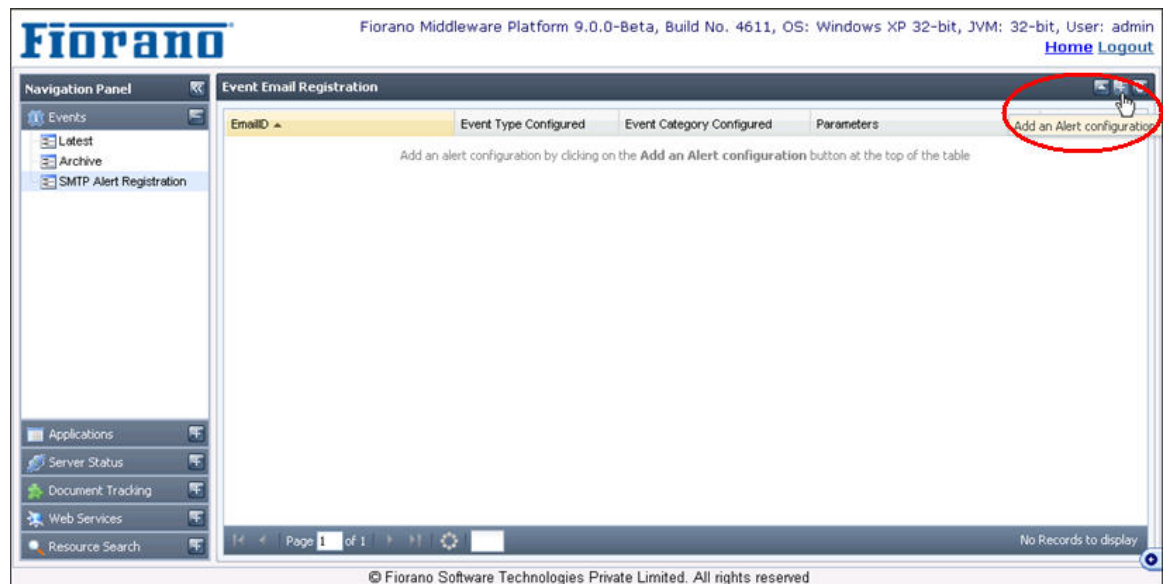 Fiorano
Fiorano Middleware Platform 9.0.0-Beta, Build No. 4611, OS: Windows XP 32-bit, JVM: 32-bit, User: admin
Home Logout
Navigation Panel
Event Email Registration
Events
Latest
Archive
SMTP Alert Registration
EmailID Event Type Configured Event Category Configured Parameters
Add an Alert configuration
Add an alert configuration by clicking on the Add an Alert configuration button at the top of the table
Applications
Server Status
Document Tracking
Web Services
Resource Search
Page 1 of 1
No Records to display
© Fiorano Software Technologies Private Limited. All rights reserved